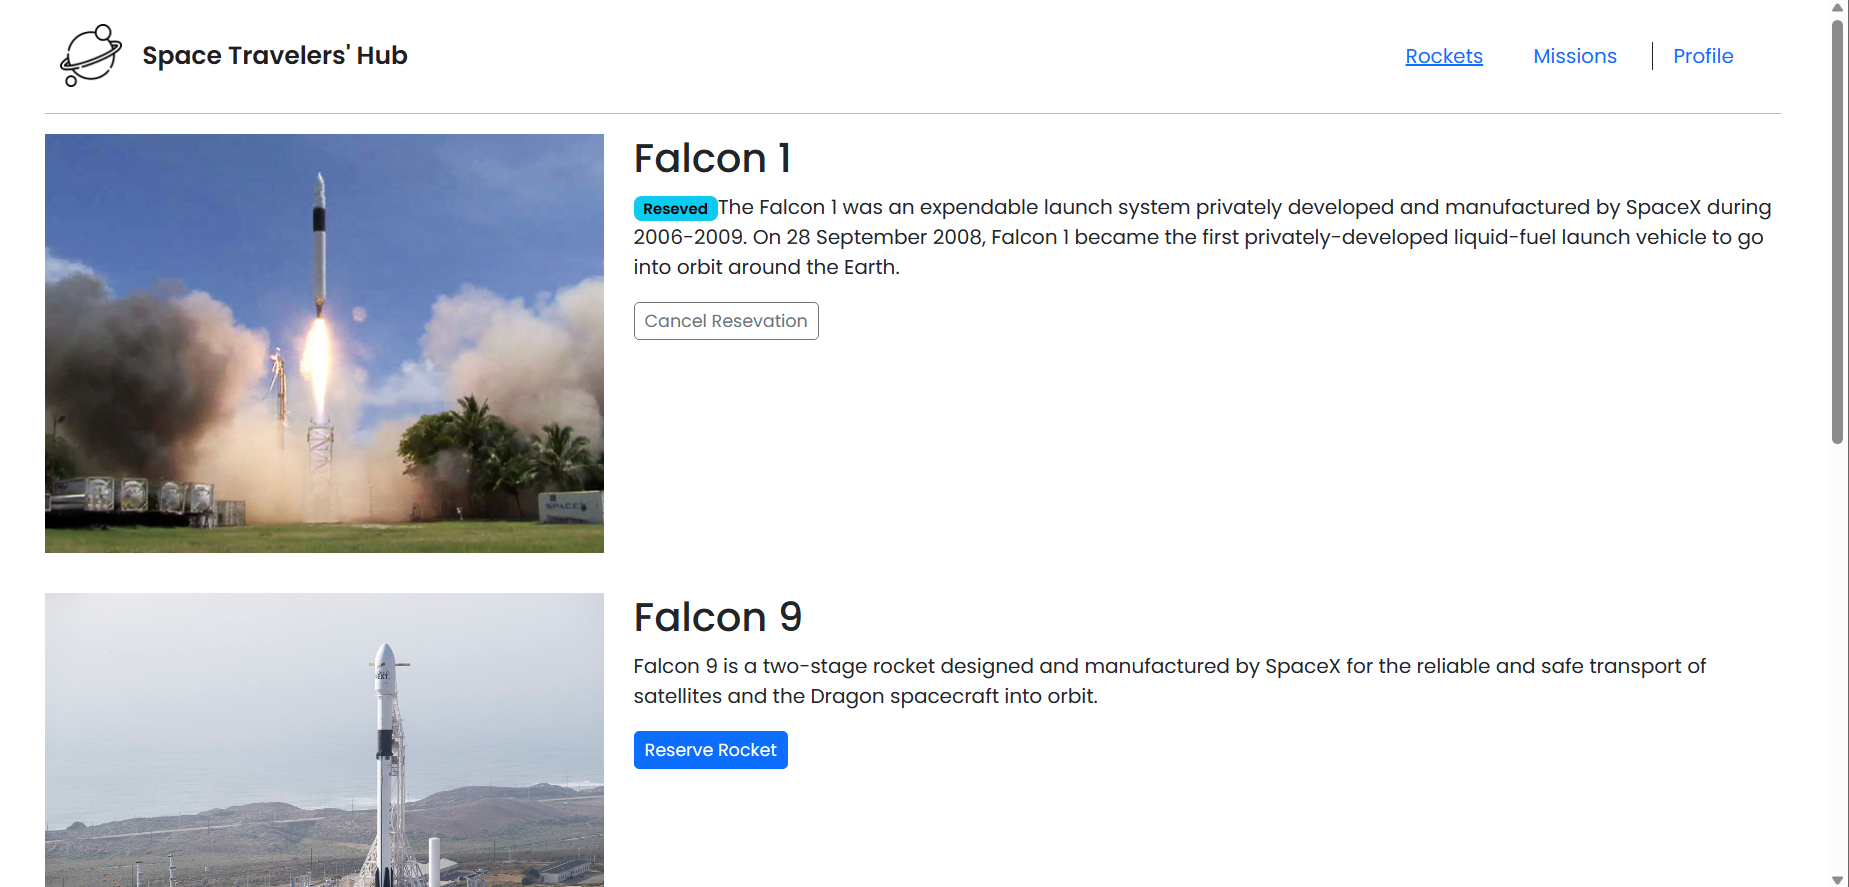 Space Travelers' Hub
Rockets
Missions
Profile
Falcon 1
Reseved The Falcon 1 was an expendable launch system privately developed and manufactured by SpaceX during
2006-2009. On 28 September 2008, Falcon 1 became the first privately-developed liquid-fuel launch vehicle to go
into orbit around the Earth.
Cancel Resevation
SPACEX
Falcon 9
Falcon 9 is a two-stage rocket designed and manufactured by SpaceX for the reliable and safe transport of
satellites and the Dragon spacecraft into orbit.
Reserve Rocket